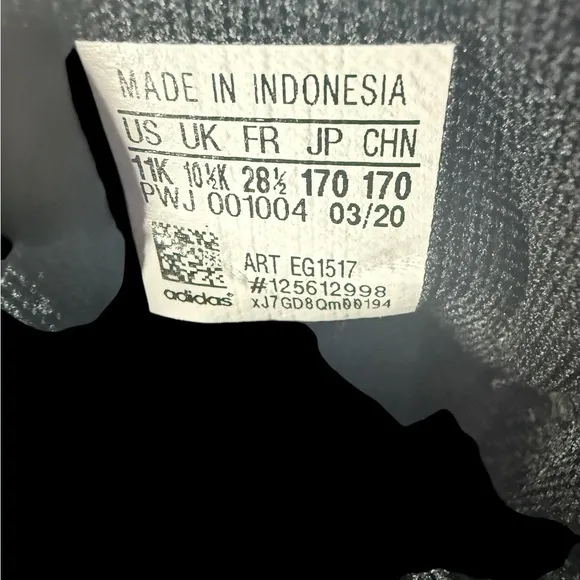 MADE IN INDONESIA
US UK FR JP CHN
11K 10½K 28½ 170 170
PWJ 001004 03/20
ART EG1517
#125612998
adidas xJ7GD8Qm00194